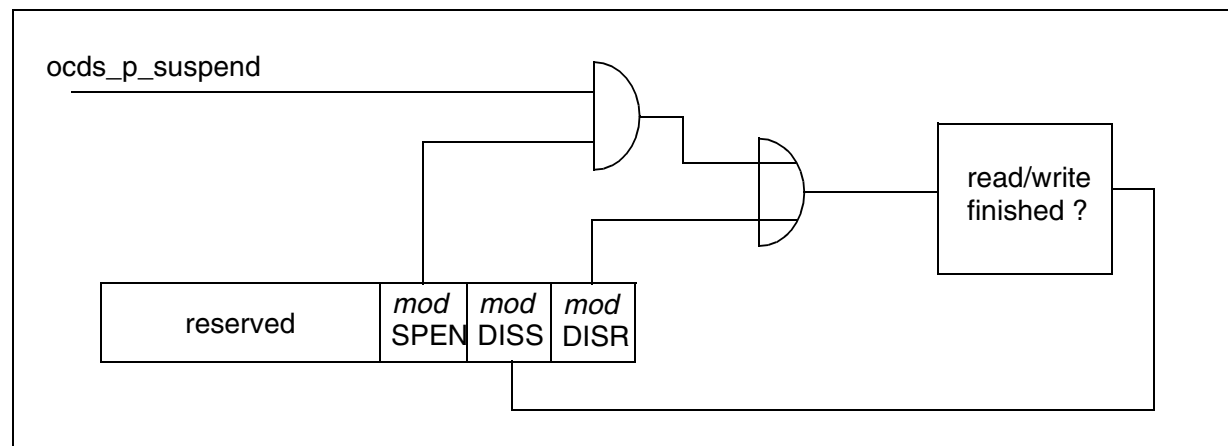 ocds_p_suspend
read/write
finished ?
reserved
mod
SPEN
mod
DISS
mod
DISR